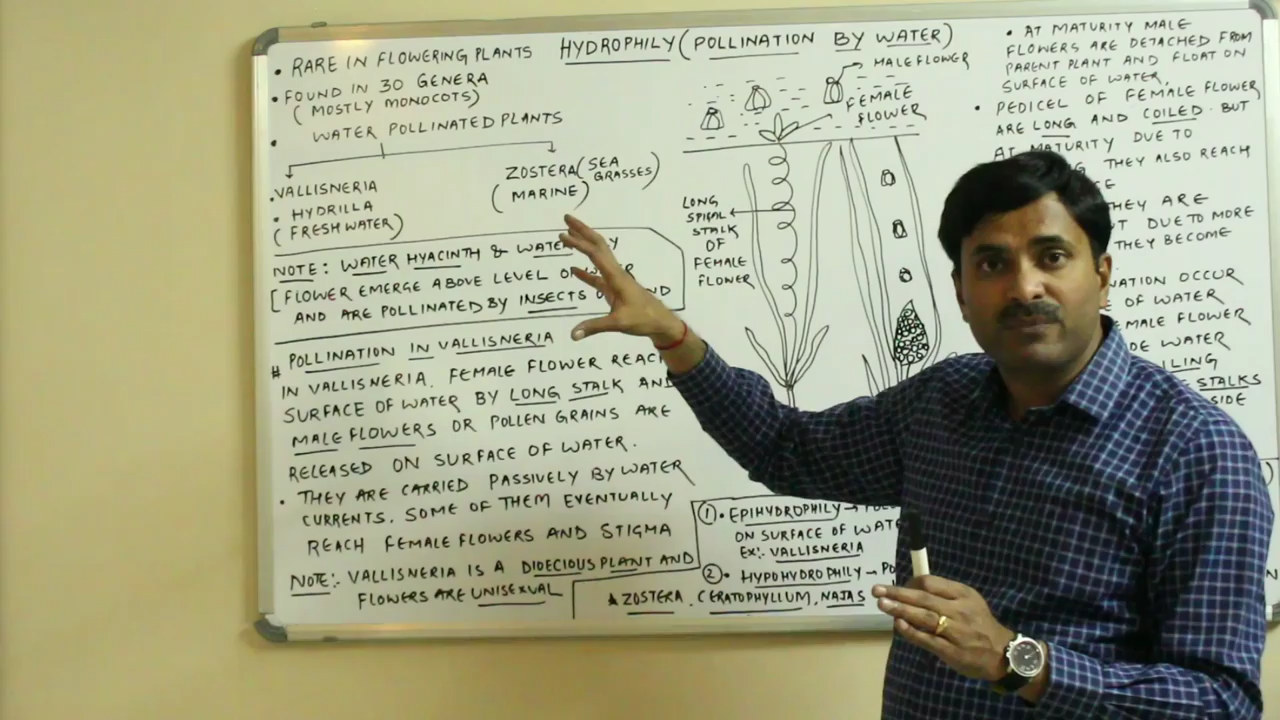 HYDROPHILY (POLLINATION BY WATER)
• RARE IN FLOWERING PLANTS
• FOUND IN 30 GENERA
(MOSTLY MONOCOTS)
• WATER POLLINATED PLANTS
• VALLISNERIA
• HYDRILLA
(FRESH WATER)
ZOSTERA (SEA GRASSES)
(MARINE)
NOTE: WATER HYACINTH & WATER
[FLOWER EMERGE ABOVE LEVEL OF WATER
AND ARE POLLINATED BY INSECTS
# POLLINATION IN VALLISNERIA
IN VALLISNERIA. FEMALE FLOWER REACH
SURFACE OF WATER BY LONG STALK AND
MALE FLOWERS OR POLLEN GRAINS ARE
RELEASED ON SURFACE OF WATER.
• THEY ARE CARRIED PASSIVELY BY WATER
CURRENTS. SOME OF THEM EVENTUALLY
REACH FEMALE FLOWERS AND STIGMA
NOTE:- VALLISNERIA IS A DIOECIOUS PLANT AND
FLOWERS ARE UNISEXUAL
MALE FLOWER
FEMALE
FLOWER
LONG
SPIRAL
STALK
OF
FEMALE
FLOWER
① • EPIHYDROPHILY →
ON SURFACE OF
EX:- VALLISNERIA
② • HYPOHYDROPHILY →
ZOSTERA, CERATOPHYLLUM, NAJAS
• AT MATURITY MALE
FLOWERS ARE DETACHED FROM
PARENT PLANT AND FLOAT ON
SURFACE OF WATER.
• PEDICEL OF FEMALE FLOWER
ARE LONG AND COILED. BUT
AT MATURITY DUE TO
THEY ALSO REACH
THEY ARE
DUE TO MORE
THEY BECOME
OCCUR
OF WATER
FEMALE FLOWER
WATER
STALKS